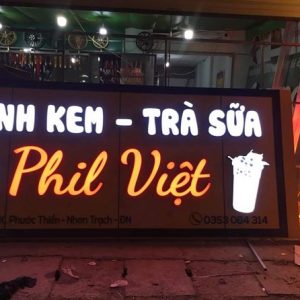 NH KEM - TRÀ SỮA
Phil Việt
Phước Thiền - Nhơn Trạch - ĐN
0353 084 314